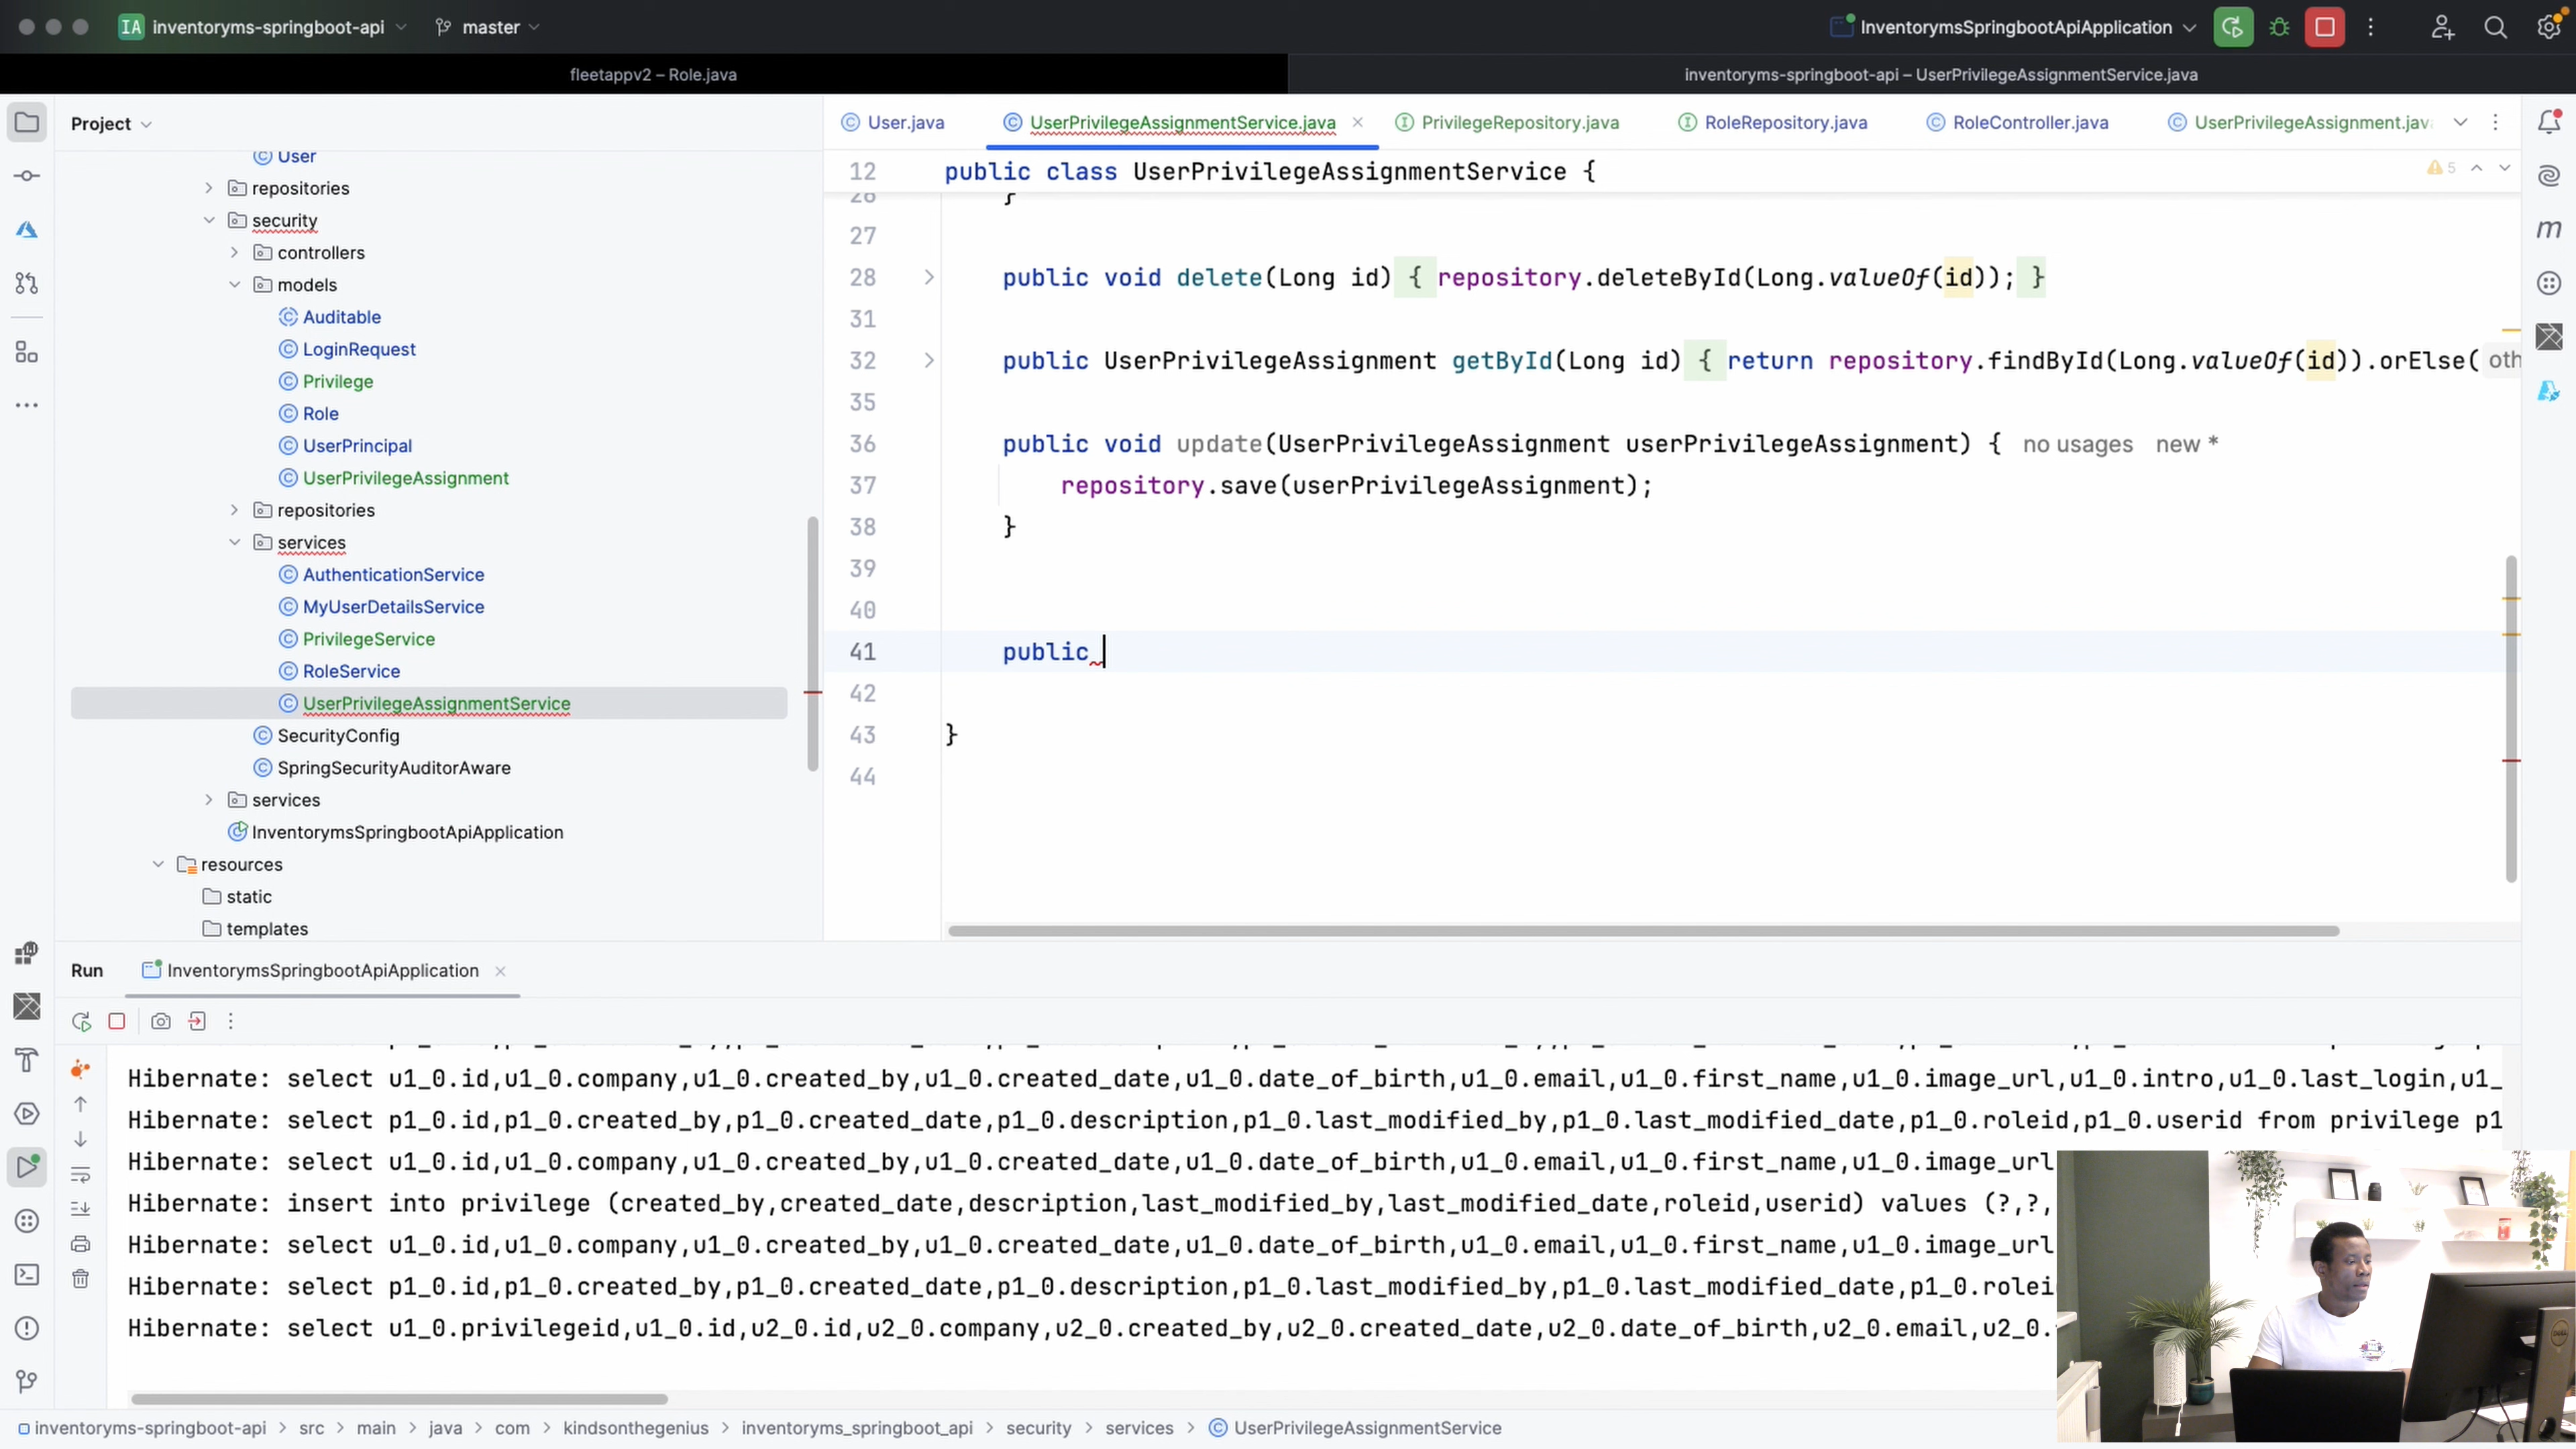 IA inventoryms-springboot-api master InventorymsSpringbootApiApplication
fleetappv2 – Role.java inventoryms-springboot-api – UserPrivilegeAssignmentService.java
Project
User.java UserPrivilegeAssignmentService.java PrivilegeRepository.java RoleRepository.java RoleController.java UserPrivilegeAssignment.jav
User
repositories
security
controllers
models
Auditable
LoginRequest
Privilege
Role
UserPrincipal
UserPrivilegeAssignment
repositories
services
AuthenticationService
MyUserDetailsService
PrivilegeService
RoleService
UserPrivilegeAssignmentService
SecurityConfig
SpringSecurityAuditorAware
services
InventorymsSpringbootApiApplication
resources
static
templates
12 public class UserPrivilegeAssignmentService { 5
26 }
27
28 public void delete(Long id) { repository.deleteById(Long.valueOf(id)); }
31
32 public UserPrivilegeAssignment getById(Long id) { return repository.findById(Long.valueOf(id)).orElse( oth
35
36 public void update(UserPrivilegeAssignment userPrivilegeAssignment) { no usages new *
37 repository.save(userPrivilegeAssignment);
38 }
39
40
41 public
42
43 }
44
Run InventorymsSpringbootApiApplication
Hibernate: select u1_0.id,u1_0.company,u1_0.created_by,u1_0.created_date,u1_0.date_of_birth,u1_0.email,u1_0.first_name,u1_0.image_url,u1_0.intro,u1_0.last_login,u1_
Hibernate: select p1_0.id,p1_0.created_by,p1_0.created_date,p1_0.description,p1_0.last_modified_by,p1_0.last_modified_date,p1_0.roleid,p1_0.userid from privilege p1
Hibernate: select u1_0.id,u1_0.company,u1_0.created_by,u1_0.created_date,u1_0.date_of_birth,u1_0.email,u1_0.first_name,u1_0.image_url
Hibernate: insert into privilege (created_by,created_date,description,last_modified_by,last_modified_date,roleid,userid) values (?,?,
Hibernate: select u1_0.id,u1_0.company,u1_0.created_by,u1_0.created_date,u1_0.date_of_birth,u1_0.email,u1_0.first_name,u1_0.image_url
Hibernate: select p1_0.id,p1_0.created_by,p1_0.created_date,p1_0.description,p1_0.last_modified_by,p1_0.last_modified_date,p1_0.rolei
Hibernate: select u1_0.privilegeid,u1_0.id,u2_0.id,u2_0.company,u2_0.created_by,u2_0.created_date,u2_0.date_of_birth,u2_0.email,u2_0.
inventoryms-springboot-api > src > main > java > com > kindsonthegenius > inventoryms_springboot_api > security > services > UserPrivilegeAssignmentService